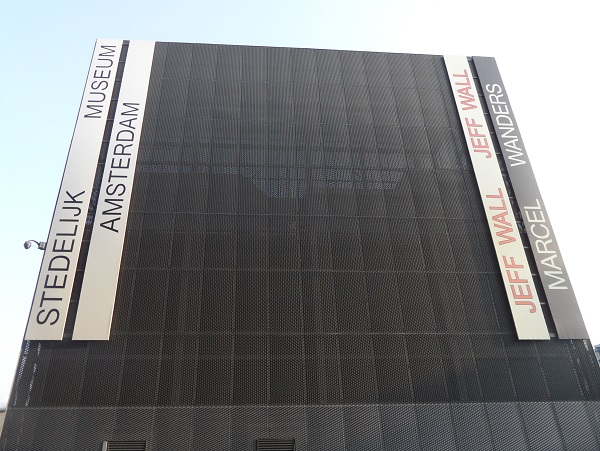 STEDELIJK MUSEUM
AMSTERDAM
JEFF WALL JEFF WALL
MARCEL WANDERS